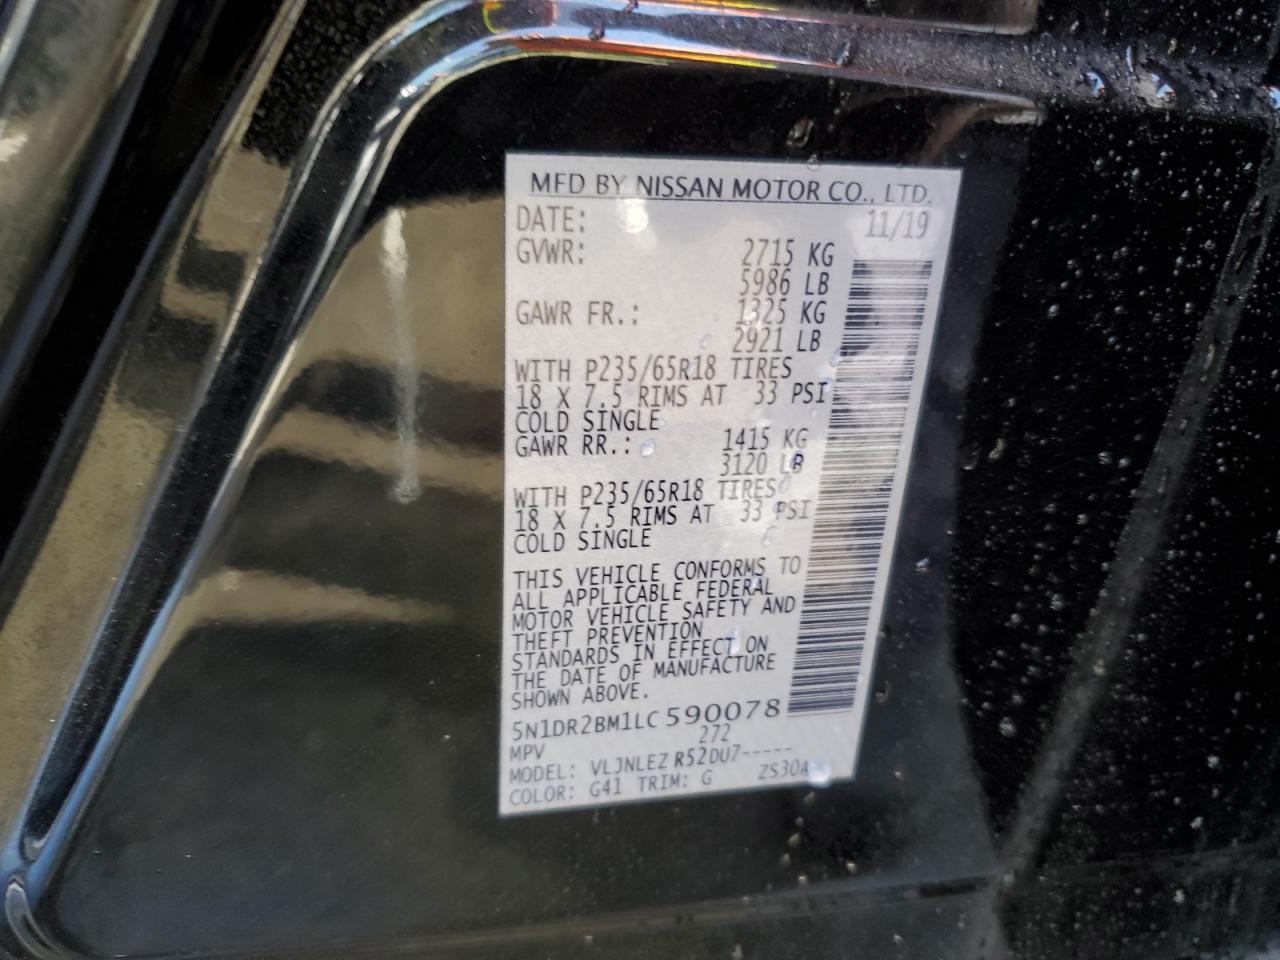 MFD BY NISSAN MOTOR CO., LTD.
DATE: 11/19
GVWR: 2715 KG
5986 LB
GAWR FR.: 1325 KG
2921 LB
WITH P235/65R18 TIRES
18 X 7.5 RIMS AT 33 PSI
COLD SINGLE
GAWR RR.: 1415 KG
3120 LB
WITH P235/65R18 TIRES
18 X 7.5 RIMS AT 33 PSI
COLD SINGLE
THIS VEHICLE CONFORMS TO
ALL APPLICABLE FEDERAL
MOTOR VEHICLE SAFETY AND
THEFT PREVENTION
STANDARDS IN EFFECT ON
THE DATE OF MANUFACTURE
SHOWN ABOVE.
5N1DR2BM1LC590078
MPV 272
MODEL: VLJNLEZ R52DU7-----
COLOR: G41 TRIM: G